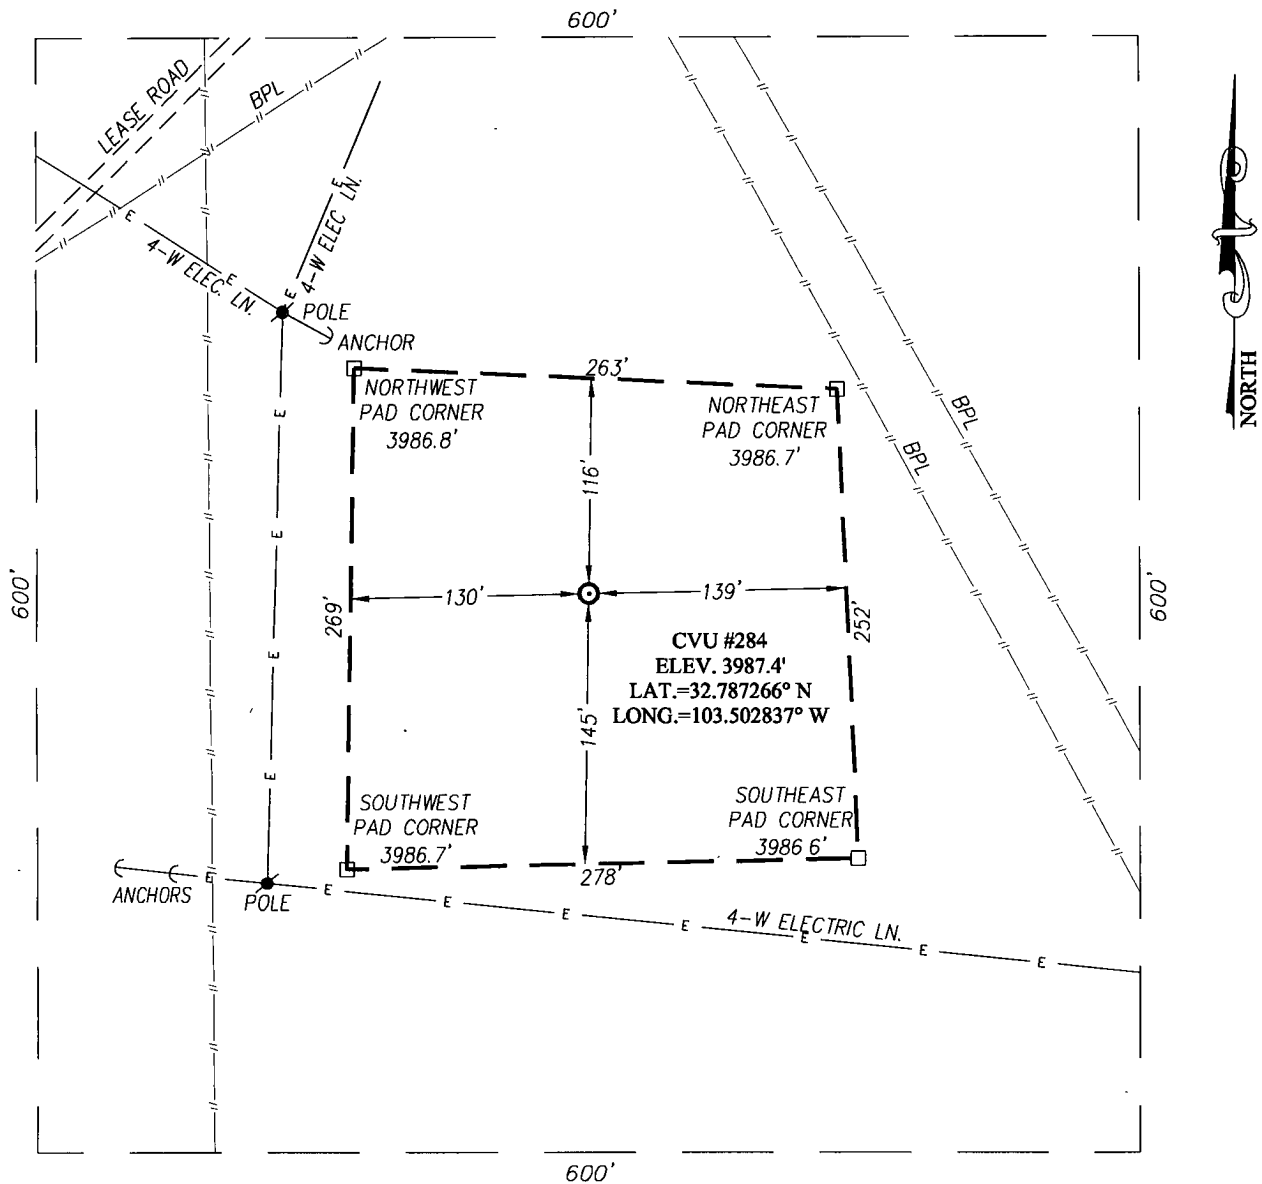 600'
LEASE ROAD
BPL
E
4-W ELEC LN.
E
E
4-W ELEC. LN.
E
E
POLE
ANCHOR
NORTH
263'
NORTHWEST
PAD CORNER
3986.8'
NORTHEAST
PAD CORNER
3986.7'
BPL
BPL
E
116'
E
600'
130'
139'
600'
269'
252'
CVU #284
ELEV. 3987.4'
LAT.=32.787266° N
LONG.=103.502837° W
E
145'
E
SOUTHWEST
PAD CORNER
3986.7'
SOUTHEAST
PAD CORNER
3986 6'
278'
ANCHORS
E
POLE
E
E
E
E
4-W ELECTRIC LN.
E
E
E
600'